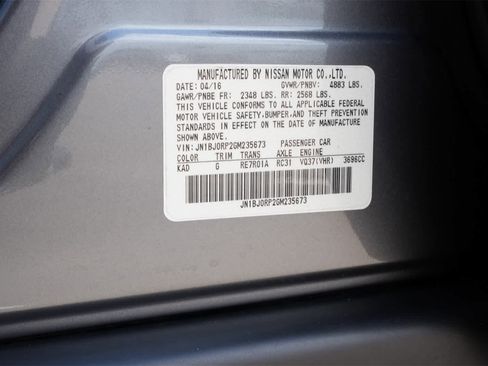 MANUFACTURED BY NISSAN MOTOR CO.,LTD.
DATE: 04/16 GVWR/PNBV: 4883 LBS.
GAWR/PNBE FR: 2348 LBS. RR: 2568 LBS.
THIS VEHICLE CONFORMS TO ALL APPLICABLE FEDERAL
MOTOR VEHICLE SAFETY,BUMPER,AND THEFT PREVENTION
STANDARDS IN EFFECT ON THE DATE OF MANUFACTURE
SHOWN ABOVE.
VIN: JN1BJ0RP2GM235673 PASSENGER CAR
COLOR TRIM TRANS AXLE ENGINE
KAD G RE7R01A RC31 VQ37(VHR) 3696CC
JN1BJ0RP2GM235673